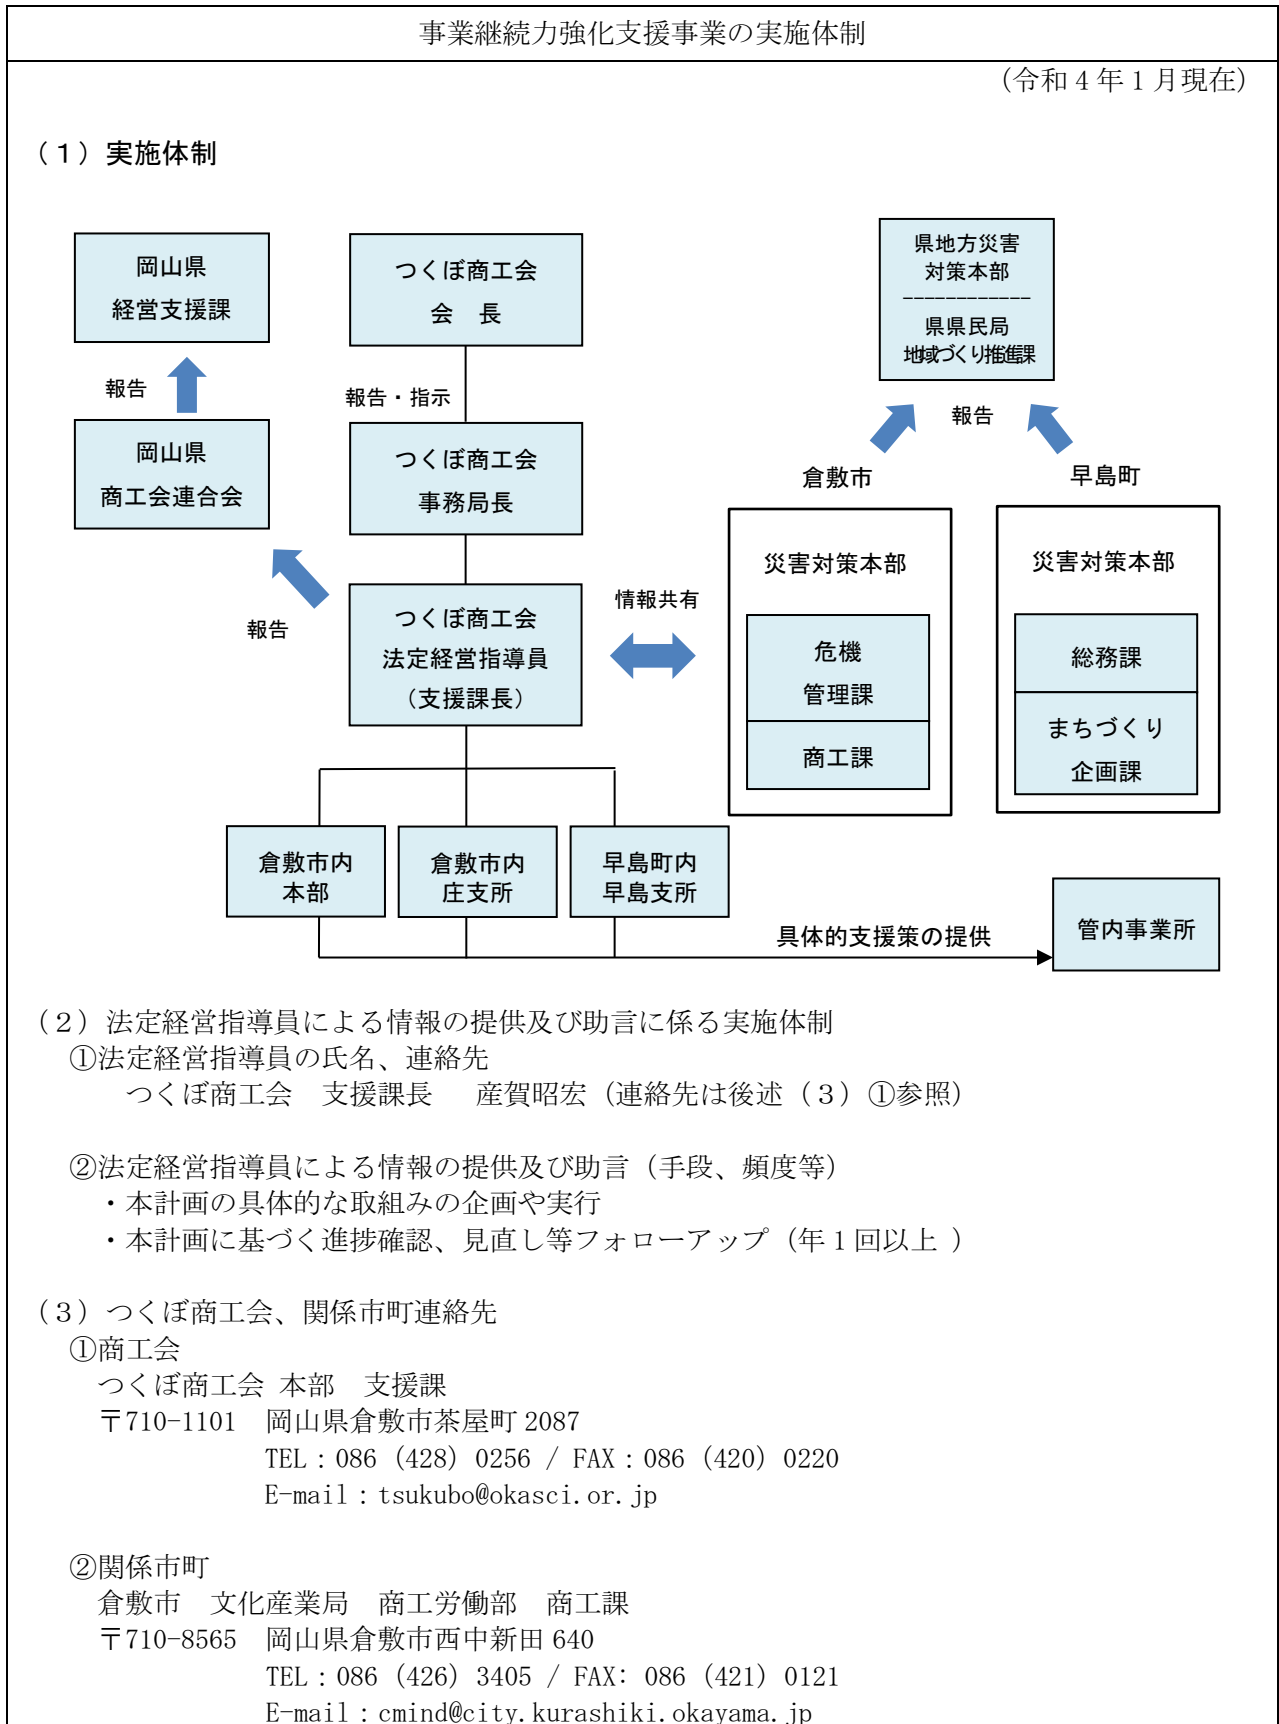 事業継続力強化支援事業の実施体制
（令和４年１月現在）
（１）実施体制
岡山県
経営支援課
つくぼ商工会
会　長
県地方災害
対策本部
------------
県県民局
地域づくり推進課
報告
報告・指示
報告
岡山県
商工会連合会
つくぼ商工会
事務局長
倉敷市
早島町
災害対策本部
災害対策本部
報告
つくぼ商工会
法定経営指導員
（支援課長）
情報共有
危機
管理課
商工課
総務課
まちづくり
企画課
倉敷市内
本部
倉敷市内
庄支所
早島町内
早島支所
具体的支援策の提供
管内事業所
（２）法定経営指導員による情報の提供及び助言に係る実施体制
①法定経営指導員の氏名、連絡先
つくぼ商工会　支援課長　産賀昭宏（連絡先は後述（３）①参照）
②法定経営指導員による情報の提供及び助言（手段、頻度等）
・本計画の具体的な取組みの企画や実行
・本計画に基づく進捗確認、見直し等フォローアップ（年１回以上 ）
（３）つくぼ商工会、関係市町連絡先
①商工会
つくぼ商工会 本部　支援課
〒710-1101　岡山県倉敷市茶屋町 2087
TEL：086（428）0256 / FAX：086（420）0220
E-mail：tsukubo@okasci.or.jp
②関係市町
倉敷市　文化産業局　商工労働部　商工課
〒710-8565　岡山県倉敷市西中新田 640
TEL：086（426）3405 / FAX: 086（421）0121
E-mail：cmind@city.kurashiki.okayama.jp